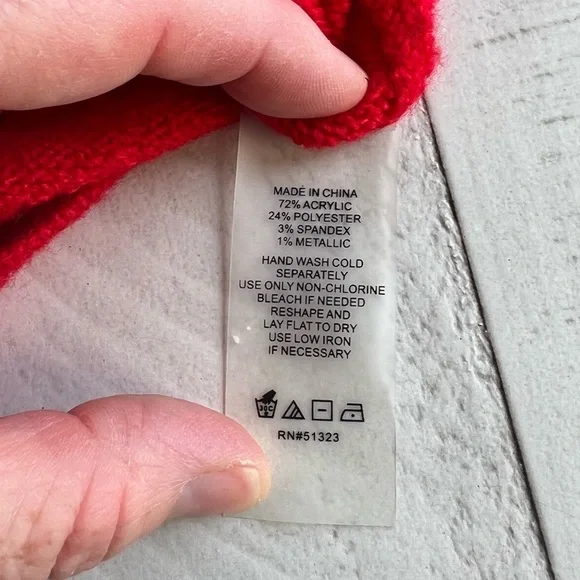 MADE IN CHINA
72% ACRYLIC
24% POLYESTER
3% SPANDEX
1% METALLIC
HAND WASH COLD
SEPARATELY
USE ONLY NON-CHLORINE
BLEACH IF NEEDED
RESHAPE AND
LAY FLAT TO DRY
USE LOW IRON
IF NECESSARY
30C
RN#51323